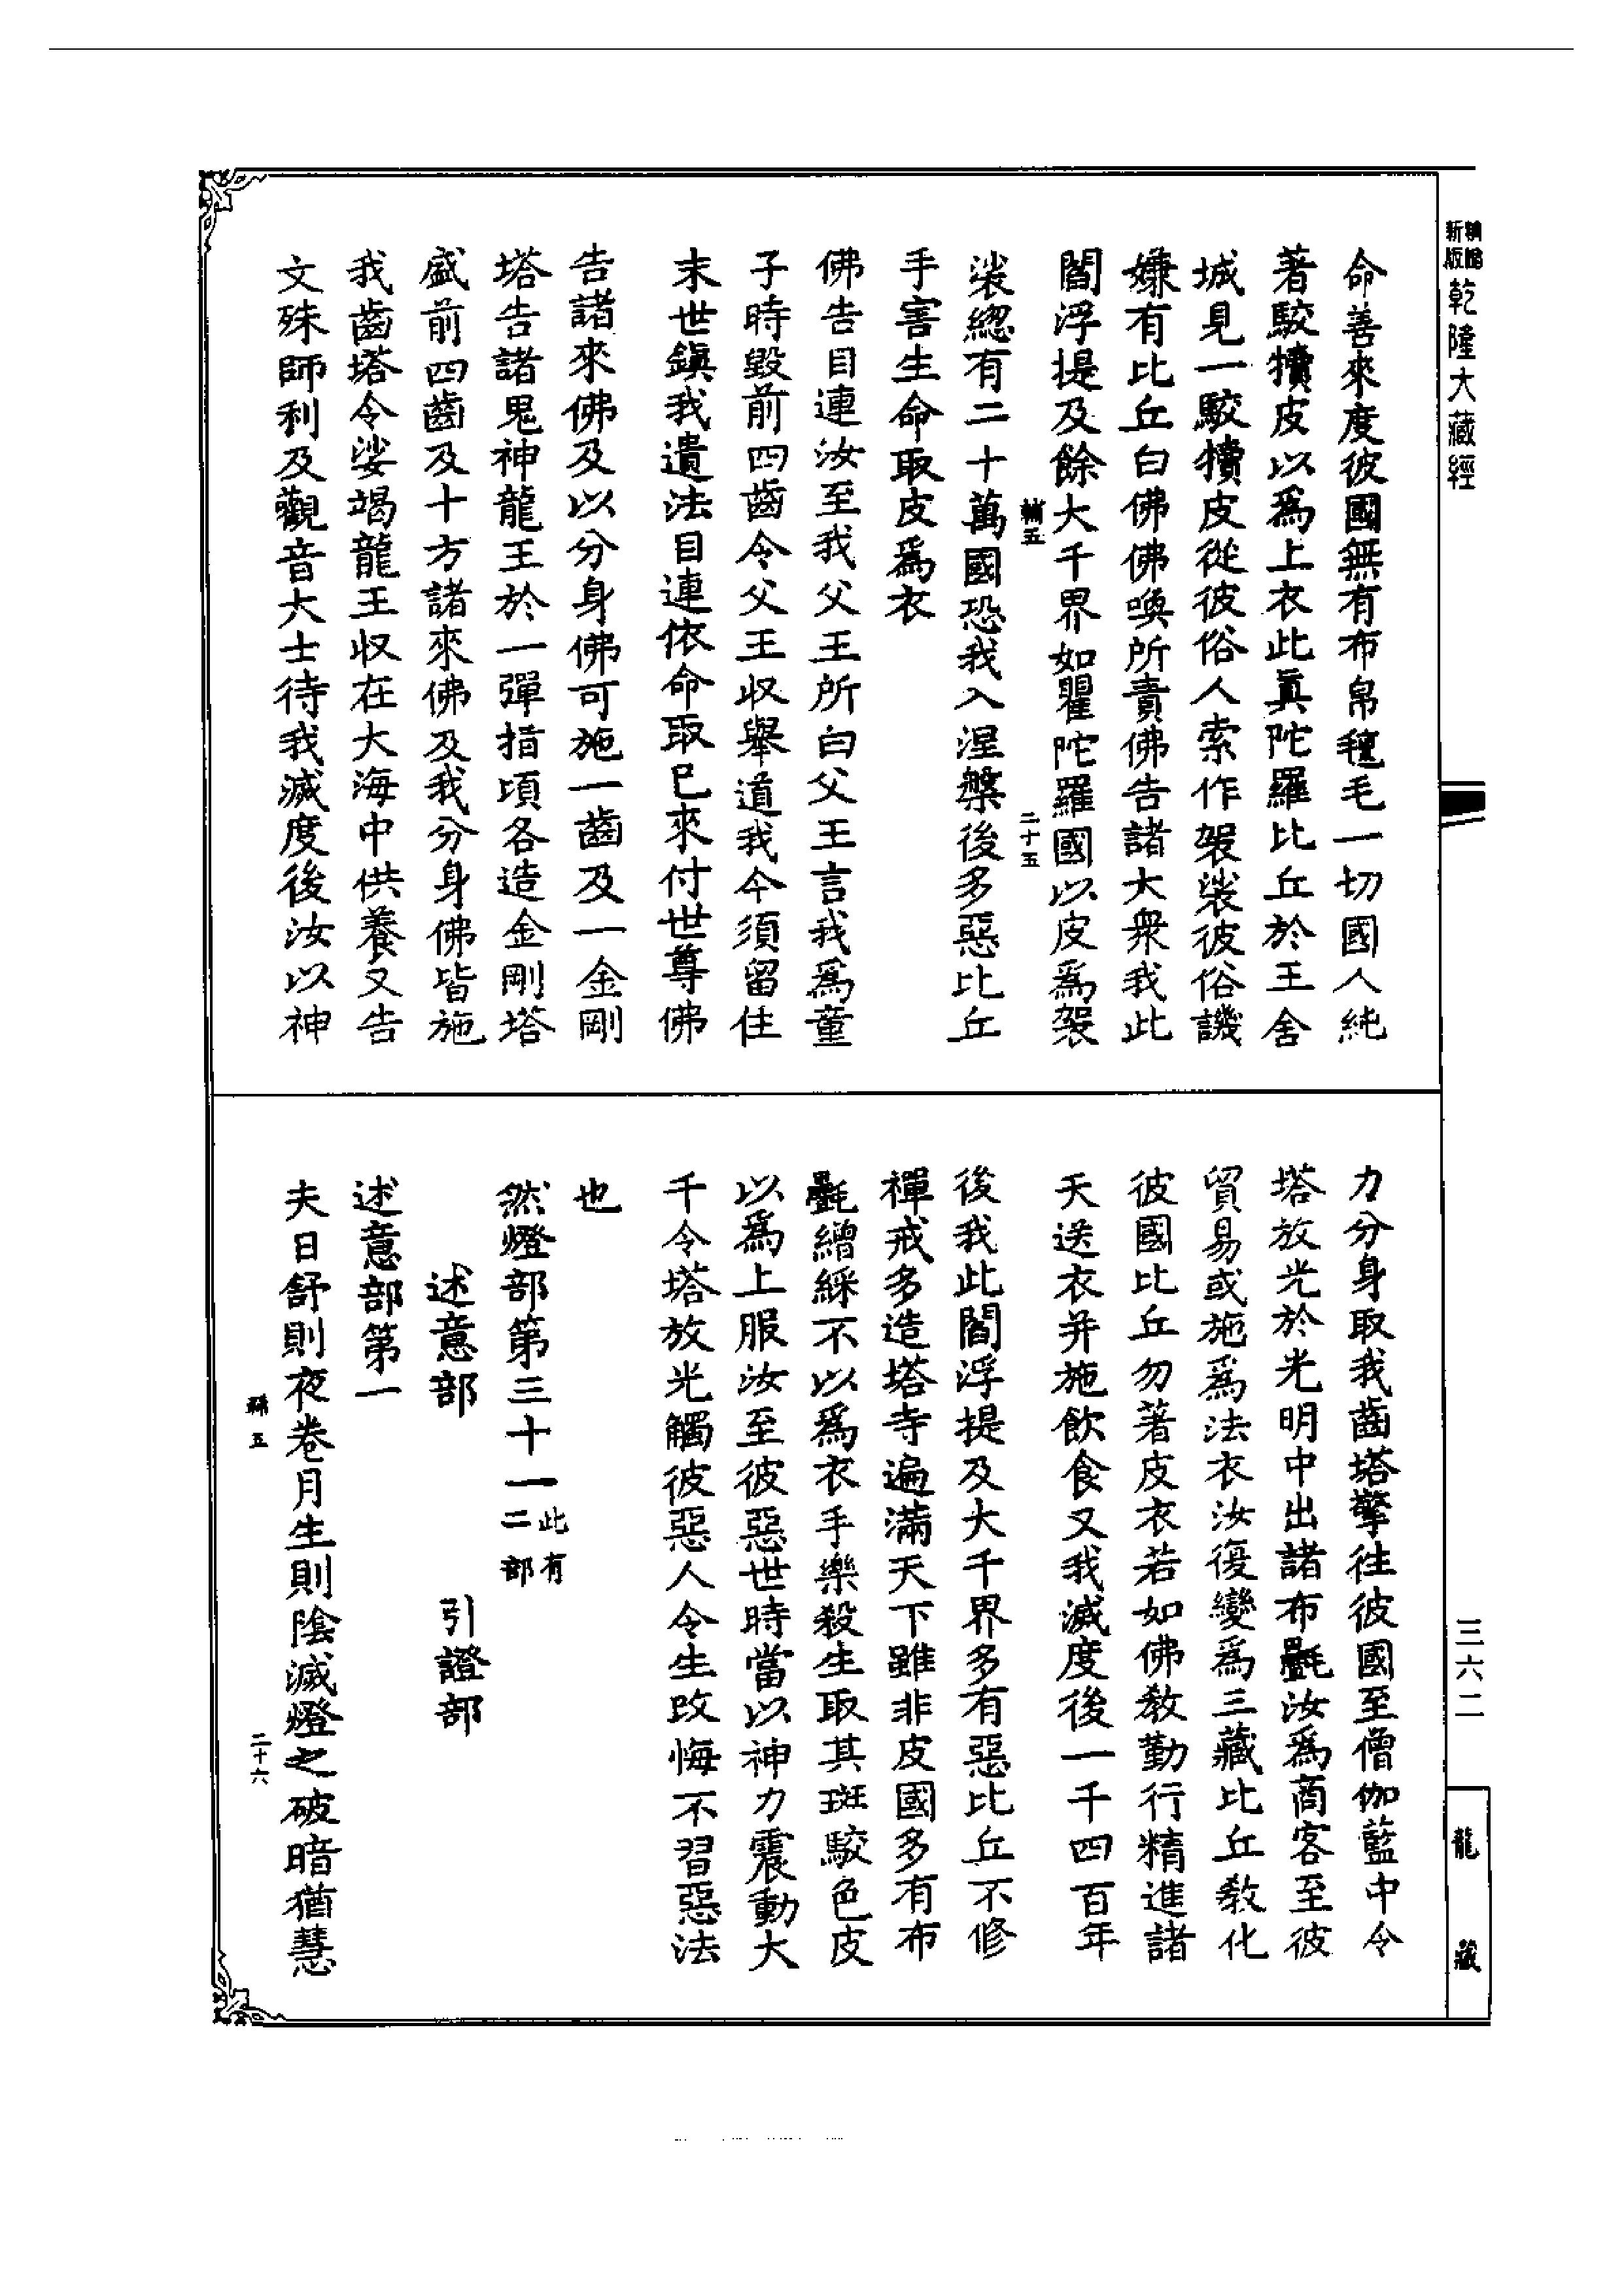 新版
乾隆大藏經
命善來度彼國無有布帛㲲毛一切國人純
著駮犢皮以爲上衣此真陀羅比丘於王舍
城見一駮犢皮從彼俗人索作袈裟彼俗譏
嫌有比丘白佛佛喚所責佛告諸大衆我此
閻浮提及餘大千界如瞿陀羅國以皮爲袈
輔五
二十五
裟總有二十萬國恐我入涅槃後多惡比丘
手害生命取皮爲衣
佛告目連汝至我父王所白父王言我爲童
子時毀前四齒令父王収舉道我今須留住
末世鎭我遺法目連依命取已來付世尊佛
告諸來佛及以分身佛可施一齒及一金剛
塔告諸鬼神龍王於一彈指頃各造金剛塔
盛前四齒及十方諸來佛及我分身佛皆施
我齒塔令娑竭龍王収在大海中供養又告
文殊師利及觀音大士待我滅度後汝以神
力分身取我齒塔擎往彼國至僧伽藍中令
塔放光於光明中出諸布氎汝爲商客至彼
貿易或施爲法衣汝復變爲三藏比丘教化
彼國比丘勿著皮衣若如佛教勤行精進諸
天送衣并施飲食又我滅度後一千四百年
後我此閻浮提及大千界多有惡比丘不修
禪戒多造塔寺遍滿天下雖非皮國多有布
氎繒綵不以爲衣手樂殺生取其斑駮色皮
以爲上服汝至彼惡世時當以神力震動大
千令塔放光觸彼惡人令生改悔不習惡法
也
然燈部第三十一此有二部
述意部 引證部
述意部第一
夫日舒則夜卷月生則陰滅燈之破暗猶慧
五
二十六
三六二
龍藏